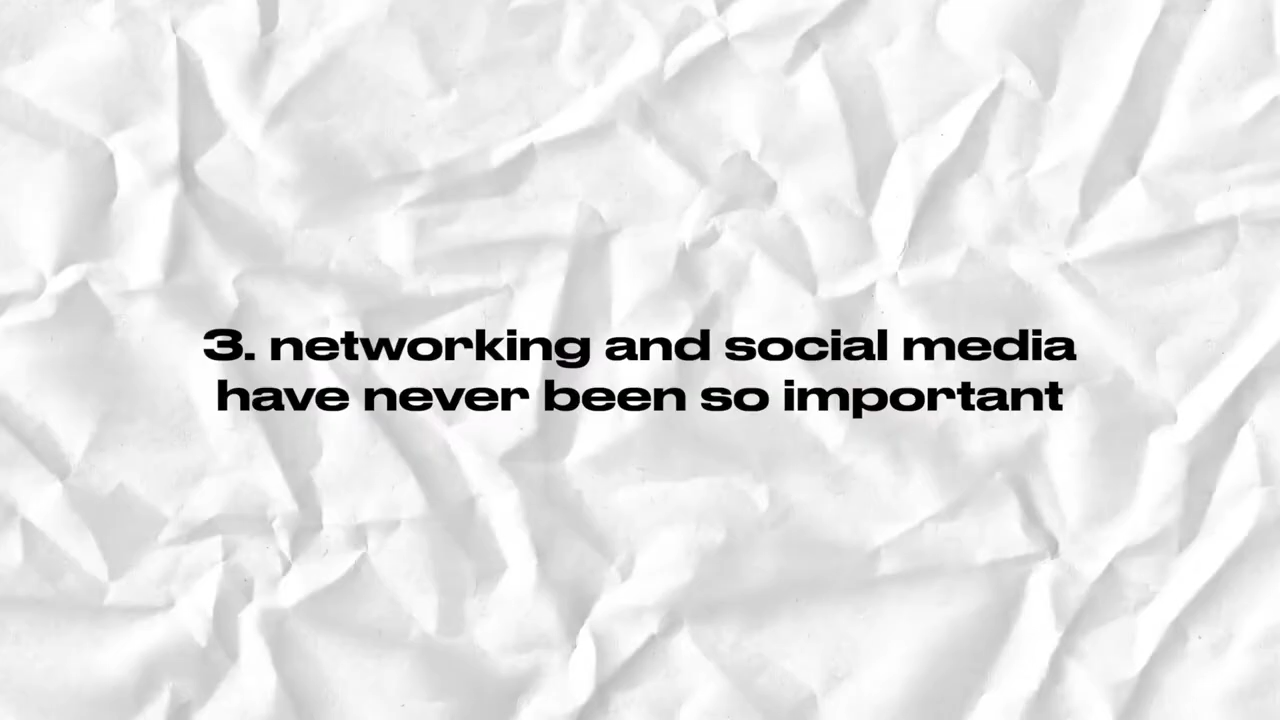 3. networking and social media
have never been so important